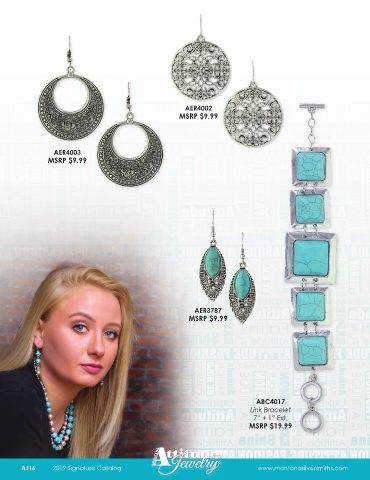 AER4002
MSRP $9.99
AER4003
MSRP $9.99
AER3787
MSRP $9.99
ABC4017
Link Bracelet
7" + 1" Ext.
MSRP $19.99
AJ16 2019 Signature Catalog
Attitude
Jewelry
www.montanasilversmiths.com